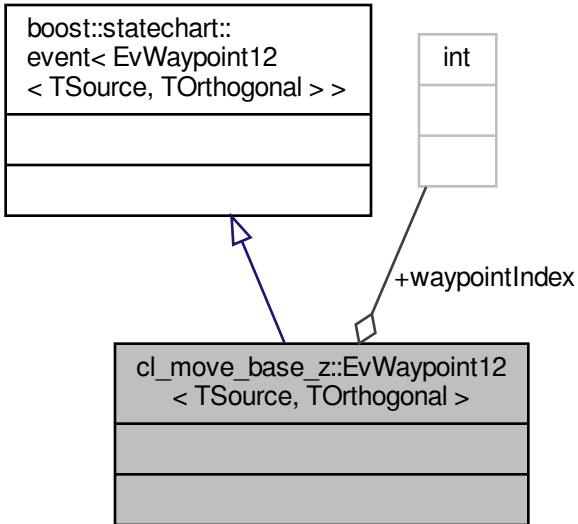 boost::statechart::
event< EvWaypoint12
< TSource, TOrthogonal > >
int
+waypointIndex
cl_move_base_z::EvWaypoint12
< TSource, TOrthogonal >